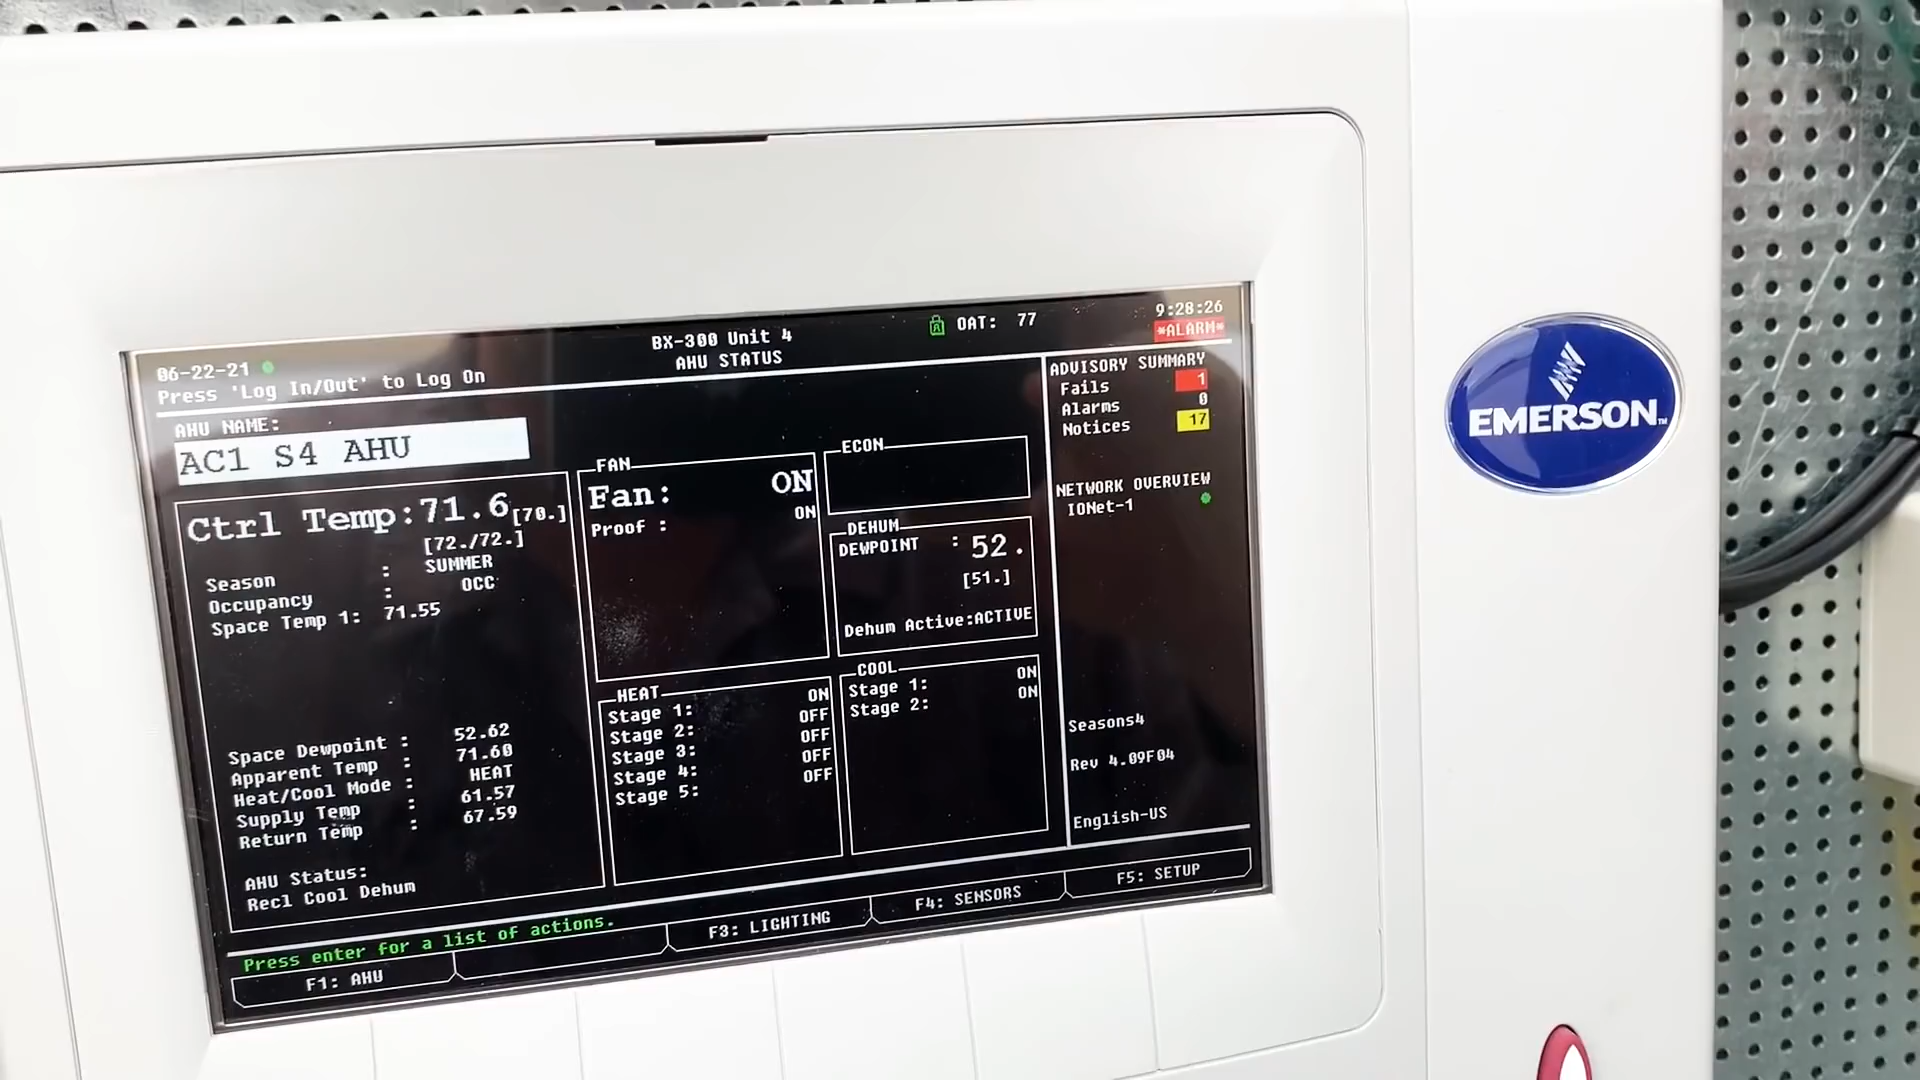 06-22-21
BX-300 Unit 4
OAT: 77
9:28:26
Press 'Log In/Out' to Log On
AHU STATUS
*ALARM*
AHU NAME:
AC1 S4 AHU
Ctrl Temp:71.6[70.]
[72./72.]
Season : SUMMER
Occupancy : OCC
Space Temp 1: 71.55
Space Dewpoint : 52.62
Apparent Temp : 71.60
Heat/Cool Mode : HEAT
Supply Temp : 61.57
Return Temp : 67.59
AHU Status:
Recl Cool Dehum
FAN
Fan: ON
Proof : ON
HEAT
Stage 1: ON
Stage 2: OFF
Stage 3: OFF
Stage 4: OFF
Stage 5: OFF
ECON
DEHUM
DEWPOINT : 52.
[51.]
Dehum Active:ACTIVE
COOL
Stage 1: ON
Stage 2: ON
ADVISORY SUMMARY
Fails 1
Alarms 0
Notices 17
NETWORK OVERVIEW
IONet-1
Seasons4
Rev 4.09F04
English-US
Press enter for a list of actions.
F1: AHU
F3: LIGHTING
F4: SENSORS
F5: SETUP
EMERSON™